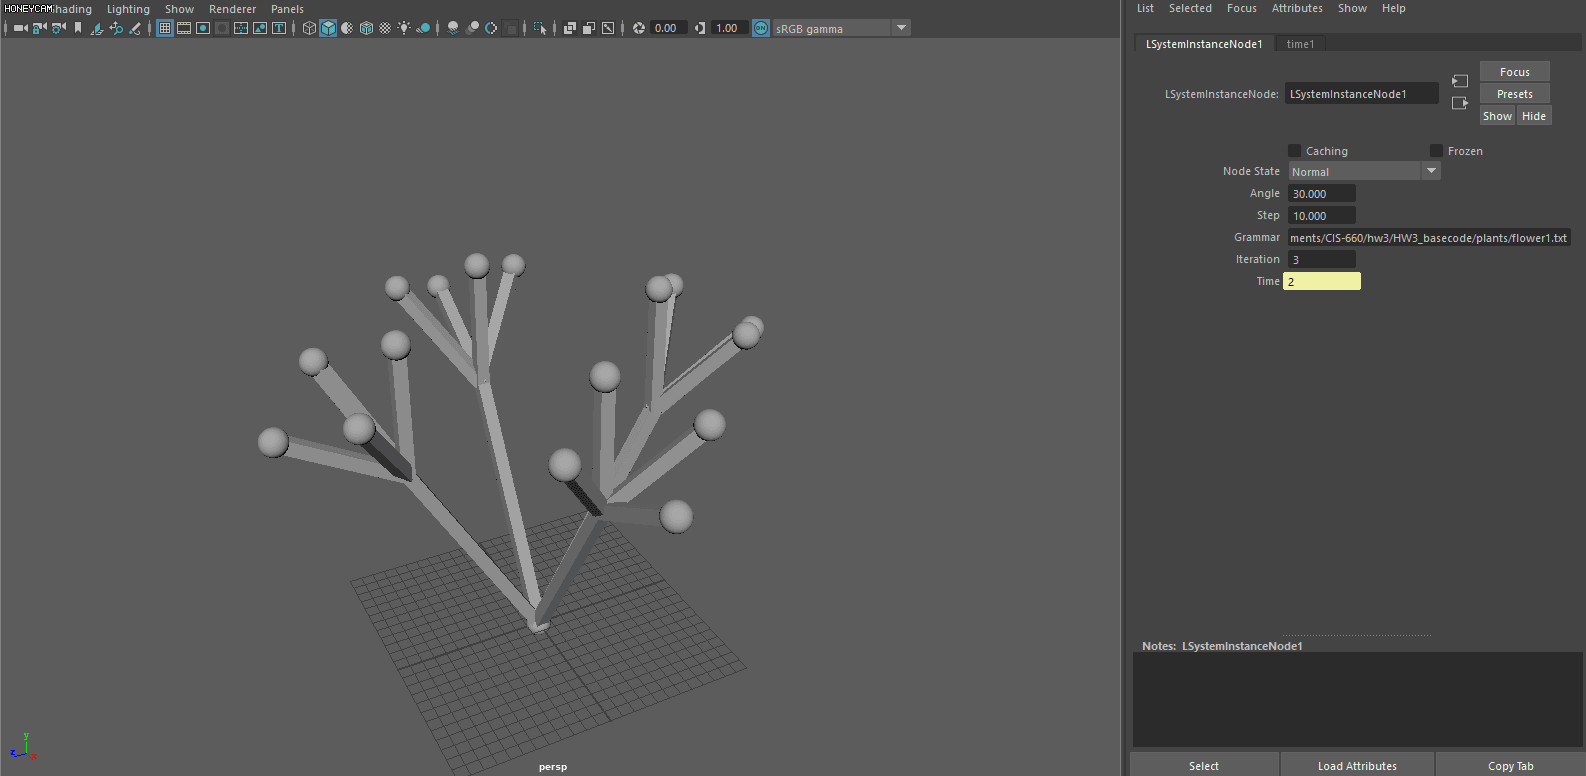 HONEYCAM hading Lighting Show Renderer Panels
0.00 1.00 ON sRGB gamma
persp
y
z x
List Selected Focus Attributes Show Help
LSystemInstanceNode1 time1
Focus
LSystemInstanceNode: LSystemInstanceNode1 Presets
Show Hide
Caching Frozen
Node State Normal
Angle 30.000
Step 10.000
Grammar ments/CIS-660/hw3/HW3_basecode/plants/flower1.txt
Iteration 3
Time 2
Notes: LSystemInstanceNode1
Select Load Attributes Copy Tab